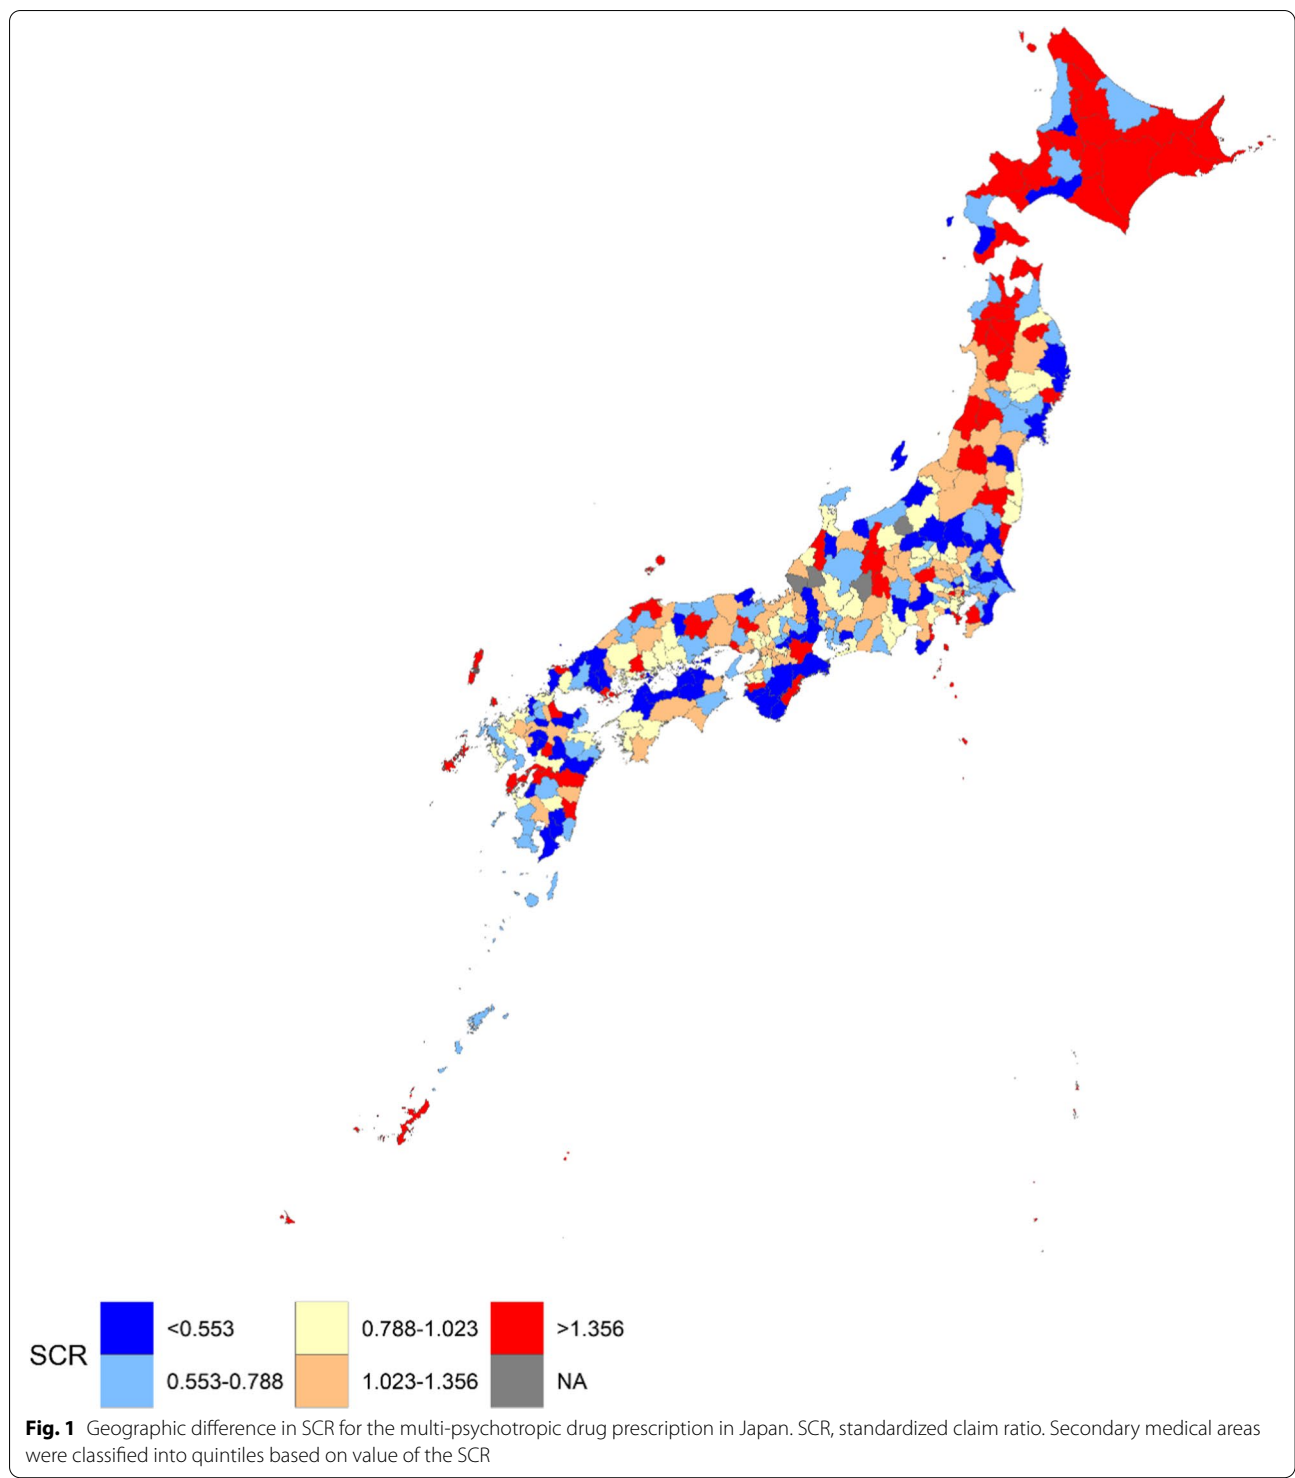 SCR
<0.553
0.553-0.788
0.788-1.023
1.023-1.356
>1.356
NA
Fig. 1 Geographic difference in SCR for the multi-psychotropic drug prescription in Japan. SCR, standardized claim ratio. Secondary medical areas
were classified into quintiles based on value of the SCR